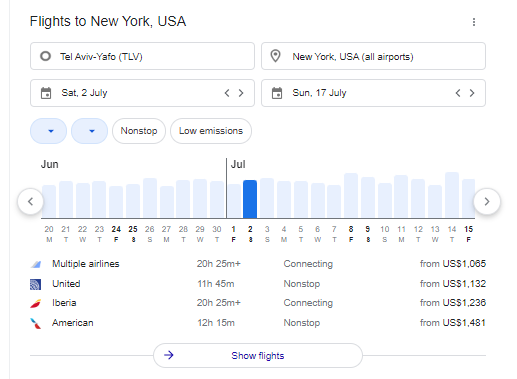 Flights to New York, USA
Tel Aviv-Yafo (TLV)
New York, USA (all airports)
Sat, 2 July
Sun, 17 July
Nonstop
Low emissions
Jun
Jul
20 21 22 23 24 25 26 27 28 29 30 1 2 3 4 5 6 7 8 9 10 11 12 13 14 15
M T W T F S S M T W T F S S M T W T F S S M T W T F
Multiple airlines 20h 25m+ Connecting from US$1,065
United 11h 45m Nonstop from US$1,132
Iberia 20h 25m+ Connecting from US$1,236
American 12h 15m Nonstop from US$1,481
Show flights